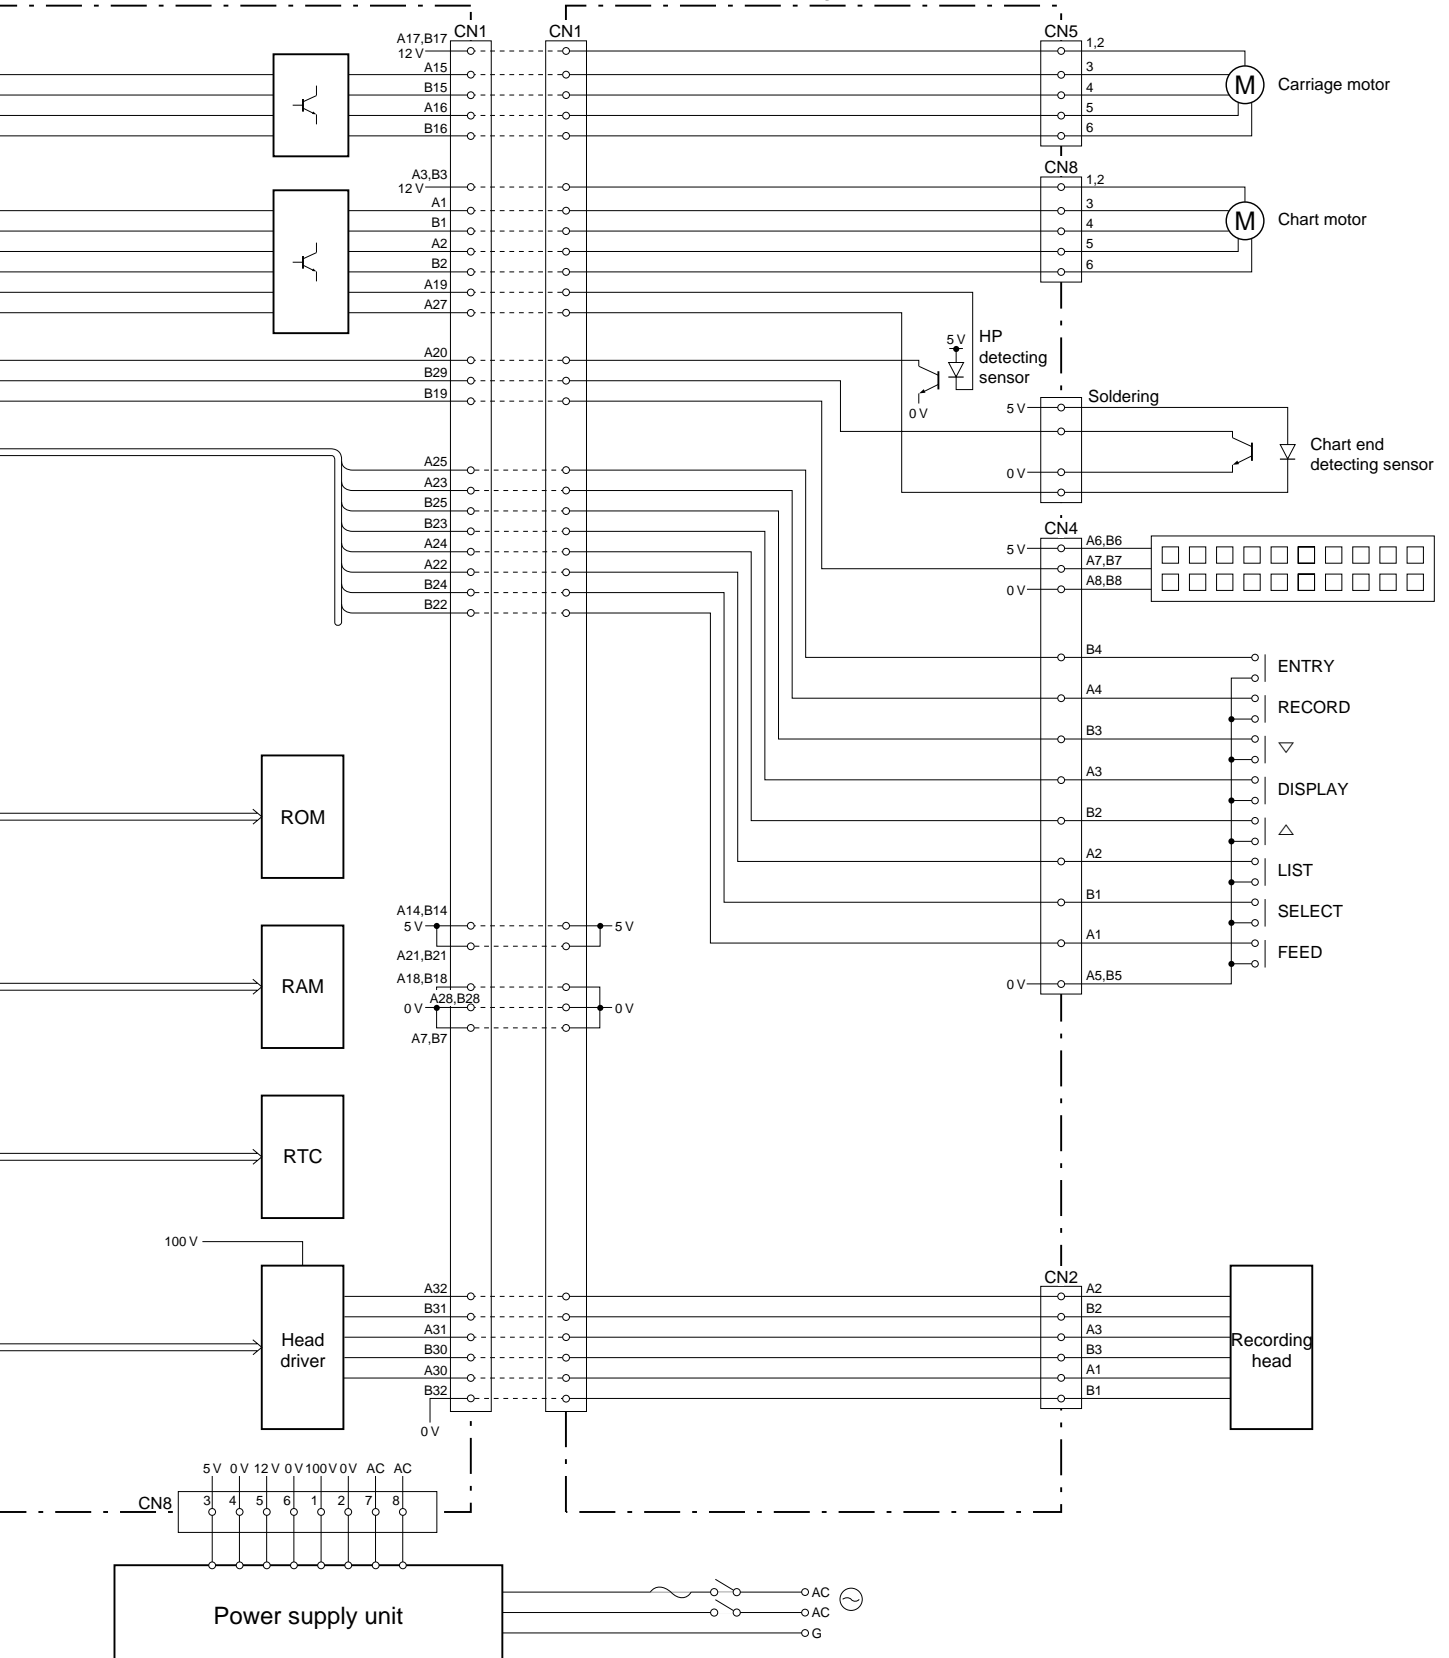 CN1
CN1
CN5
A17,B17
12 V
A15
B15
A16
B16
1,2
3
4
5
6
M
Carriage motor
A3,B3
12 V
A1
B1
A2
B2
A19
A27
CN8
1,2
3
4
5
6
M
Chart motor
A20
B29
B19
5 V
0 V
HP
detecting
sensor
Soldering
5 V
0 V
Chart end
detecting sensor
A25
A23
B25
B23
A24
A22
B24
B22
CN4
5 V
0 V
A6,B6
A7,B7
A8,B8
B4
ENTRY
A4
RECORD
B3
▽
A3
DISPLAY
B2
△
A2
LIST
B1
SELECT
A1
FEED
0 V
A5,B5
ROM
A14,B14
5 V
5 V
A21,B21
RAM
A18,B18
A28,B28
0 V
0 V
A7,B7
RTC
100 V
Head
driver
A32
B31
A31
B30
A30
B32
0 V
CN2
A2
B2
A3
B3
A1
B1
Recording
head
5 V 0 V 12 V 0 V 100 V 0 V AC AC
CN8
3 4 5 6 1 2 7 8
Power supply unit
AC
AC
G